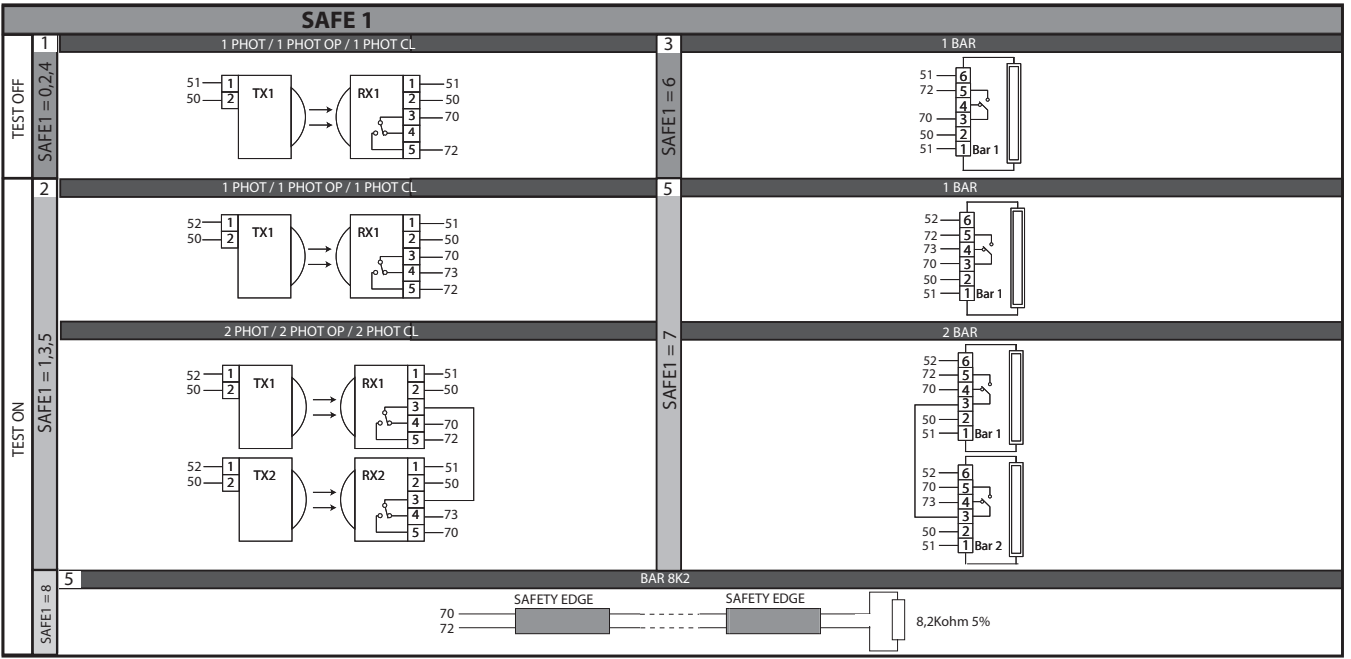 SAFE 1
TEST OFF
SAFE1 = 0,2,4
1
1 PHOT / 1 PHOT OP / 1 PHOT CL
51 1 TX1 RX1 1 51
50 2 2 50
3 70
4
5 72
SAFE1 = 6
3
1 BAR
51 6
72 5
4
70 3
50 2
51 1 Bar 1
TEST ON
SAFE1 = 1,3,5
2
1 PHOT / 1 PHOT OP / 1 PHOT CL
52 1 TX1 RX1 1 51
50 2 2 50
3 70
4 73
5 72
2 PHOT / 2 PHOT OP / 2 PHOT CL
52 1 TX1 RX1 1 51
50 2 2 50
3
4 70
5 72
52 1 TX2 RX2 1 51
50 2 2 50
3
4 73
5 70
SAFE1 = 7
5
1 BAR
52 6
72 5
73 4
70 3
50 2
51 1 Bar 1
2 BAR
52 6
72 5
70 4
3
50 2
51 1 Bar 1
52 6
70 5
73 4
3
50 2
51 1 Bar 2
SAFE1 = 8
5
BAR 8K2
SAFETY EDGE SAFETY EDGE
70
72
8,2Kohm 5%